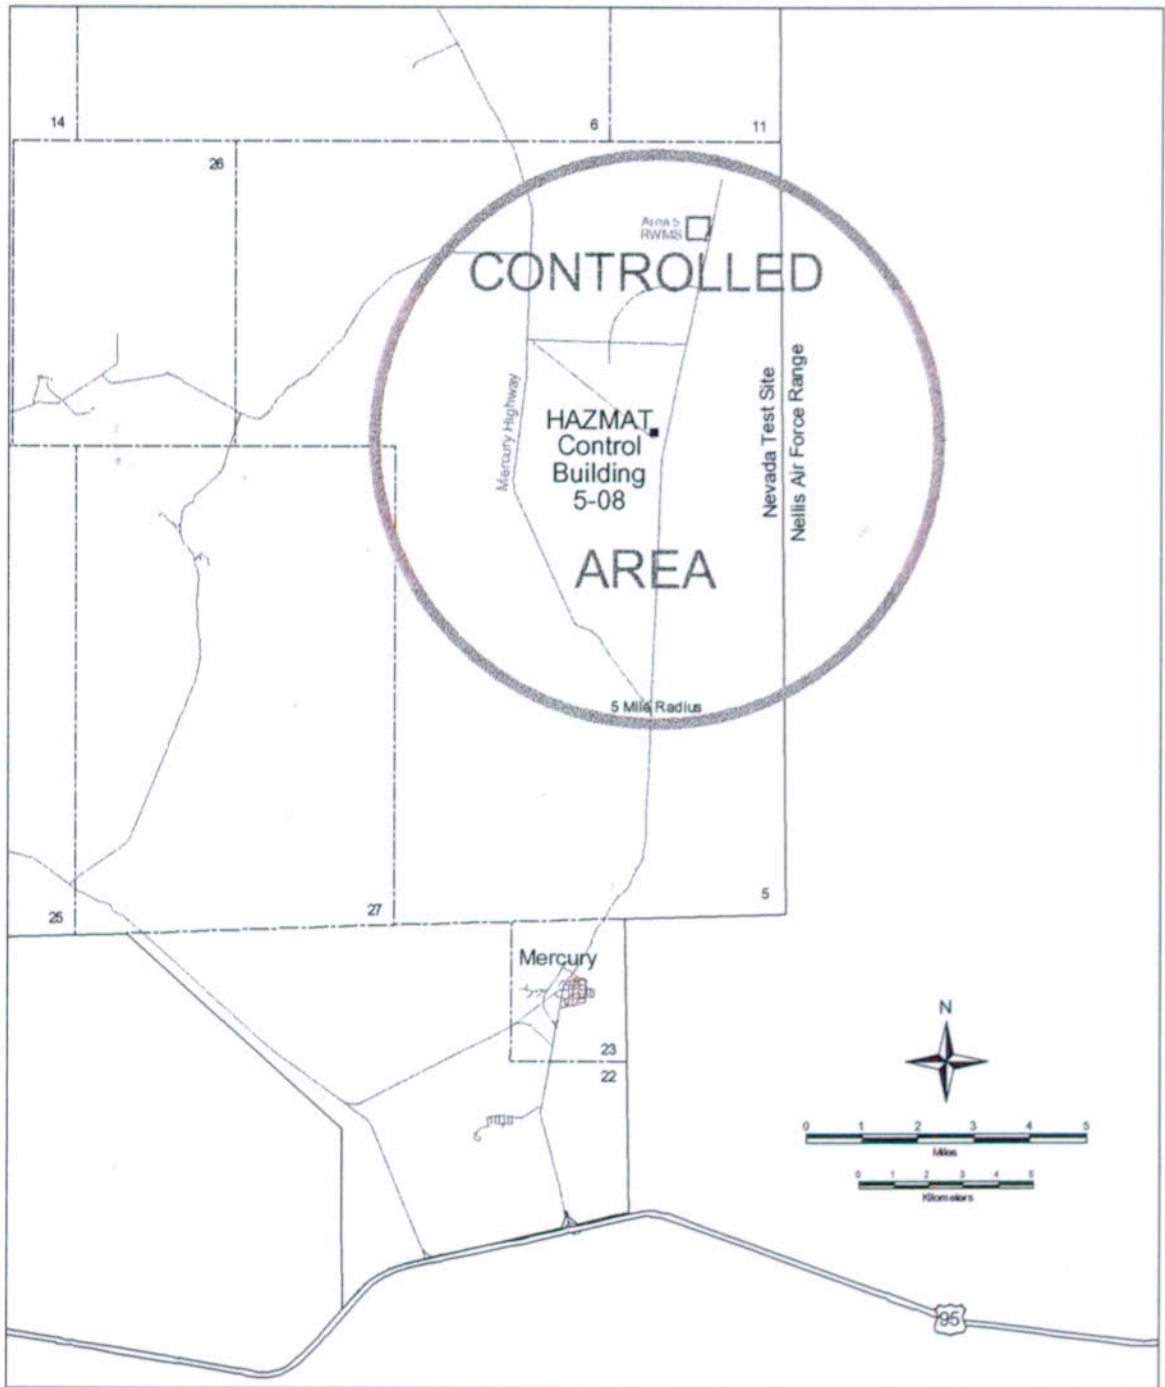 14
6
11
26
Area 5
RWMS
CONTROLLED
Mercury Highway
HAZMAT
Control
Building
5-08
Nevada Test Site
Nellis Air Force Range
AREA
5 Mile Radius
25
27
5
Mercury
23
22
N
0 1 2 3 4 5
Miles
0 1 2 3 4 5
Kilometers
95